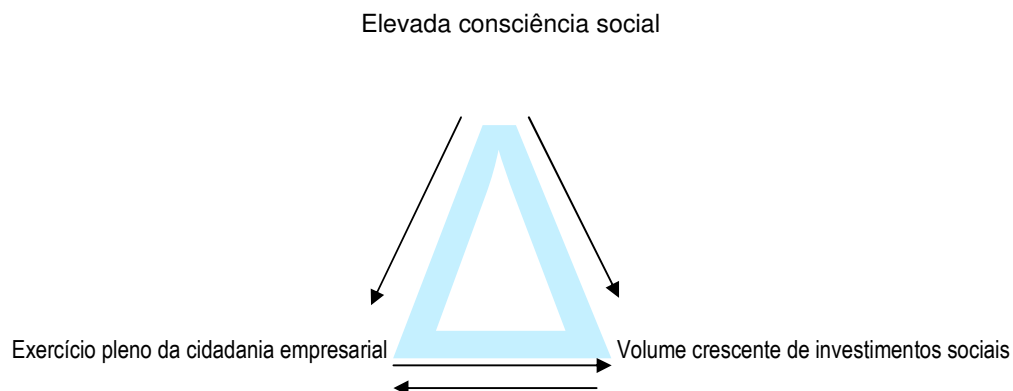 Elevada consciência social
Exercício pleno da cidadania empresarial
Volume crescente de investimentos sociais